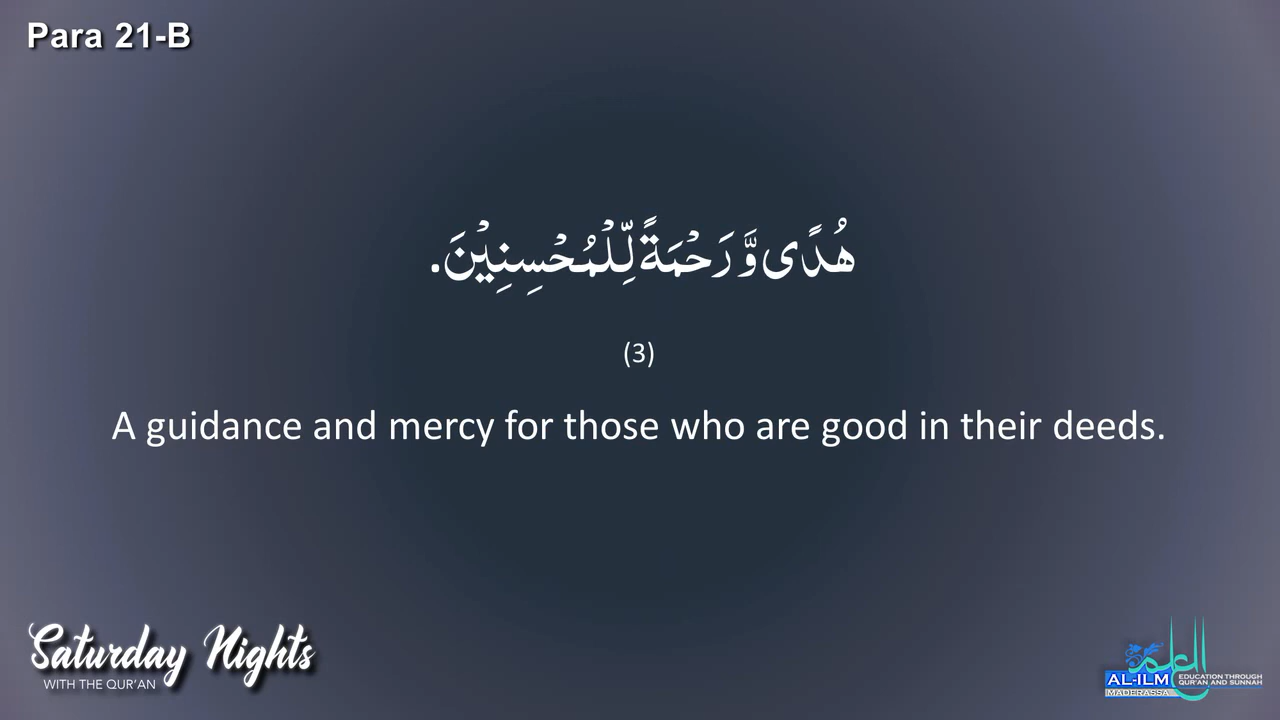 Para 21-B
هُدًى وَّرَحْمَةً لِّلْمُحْسِنِيْنَ.
(3)
A guidance and mercy for those who are good in their deeds.
Saturday Nights
WITH THE QUR'AN
العلم
AL-ILM
MADERASSA
EDUCATION THROUGH
QUR'AN AND SUNNAH